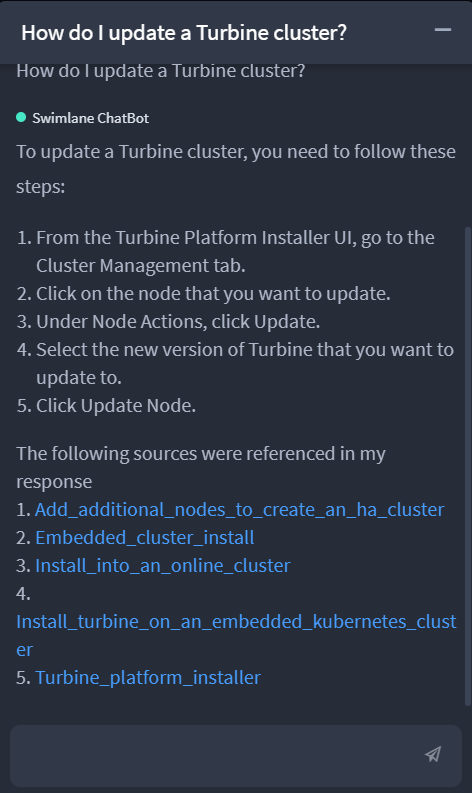 How do I update a Turbine cluster?
How do I update a Turbine cluster?
Swimlane ChatBot
To update a Turbine cluster, you need to follow these
steps:
1. From the Turbine Platform Installer UI, go to the
Cluster Management tab.
2. Click on the node that you want to update.
3. Under Node Actions, click Update.
4. Select the new version of Turbine that you want to
update to.
5. Click Update Node.
The following sources were referenced in my
response
1. Add_additional_nodes_to_create_an_ha_cluster
2. Embedded_cluster_install
3. Install_into_an_online_cluster
4.
Install_turbine_on_an_embedded_kubernetes_clust
er
5. Turbine_platform_installer